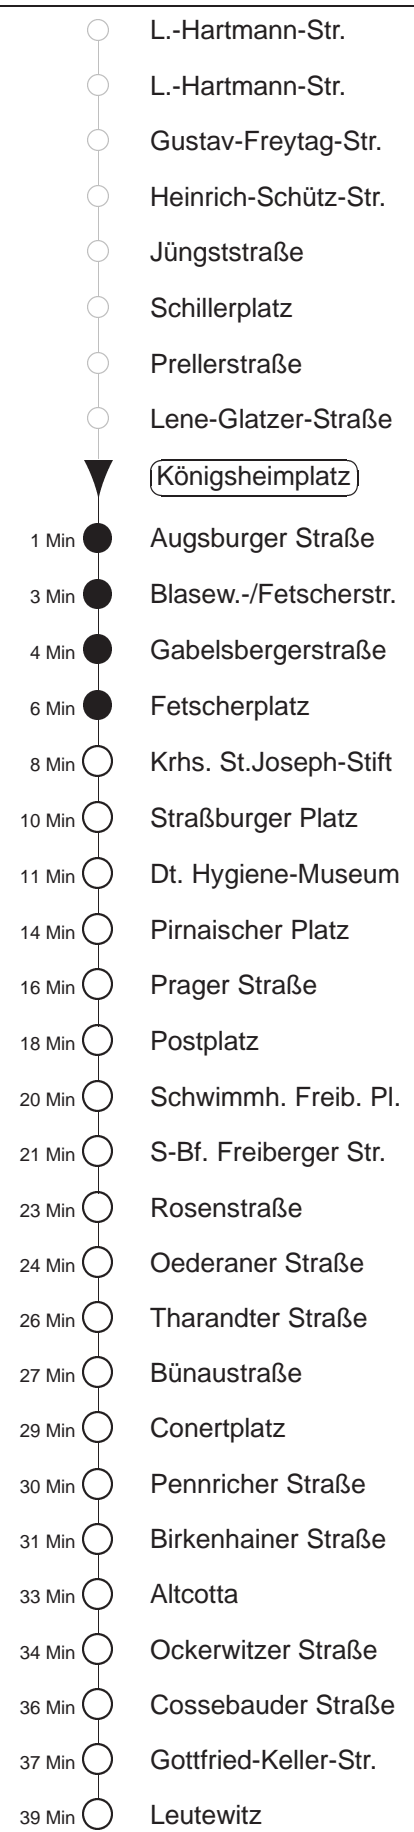 L.-Hartmann-Str.
L.-Hartmann-Str.
Gustav-Freytag-Str.
Heinrich-Schütz-Str.
Jüngststraße
Schillerplatz
Prellerstraße
Lene-Glatzer-Straße
Königsheimplatz
1 Min Augsburger Straße
3 Min Blasew.-/Fetscherstr.
4 Min Gabelsbergerstraße
6 Min Fetscherplatz
8 Min Krhs. St.Joseph-Stift
10 Min Straßburger Platz
11 Min Dt. Hygiene-Museum
14 Min Pirnaischer Platz
16 Min Prager Straße
18 Min Postplatz
20 Min Schwimmh. Freib. Pl.
21 Min S-Bf. Freiberger Str.
23 Min Rosenstraße
24 Min Oederaner Straße
26 Min Tharandter Straße
27 Min Bünaustraße
29 Min Conertplatz
30 Min Pennricher Straße
31 Min Birkenhainer Straße
33 Min Altcotta
34 Min Ockerwitzer Straße
36 Min Cossebauder Straße
37 Min Gottfried-Keller-Str.
39 Min Leutewitz